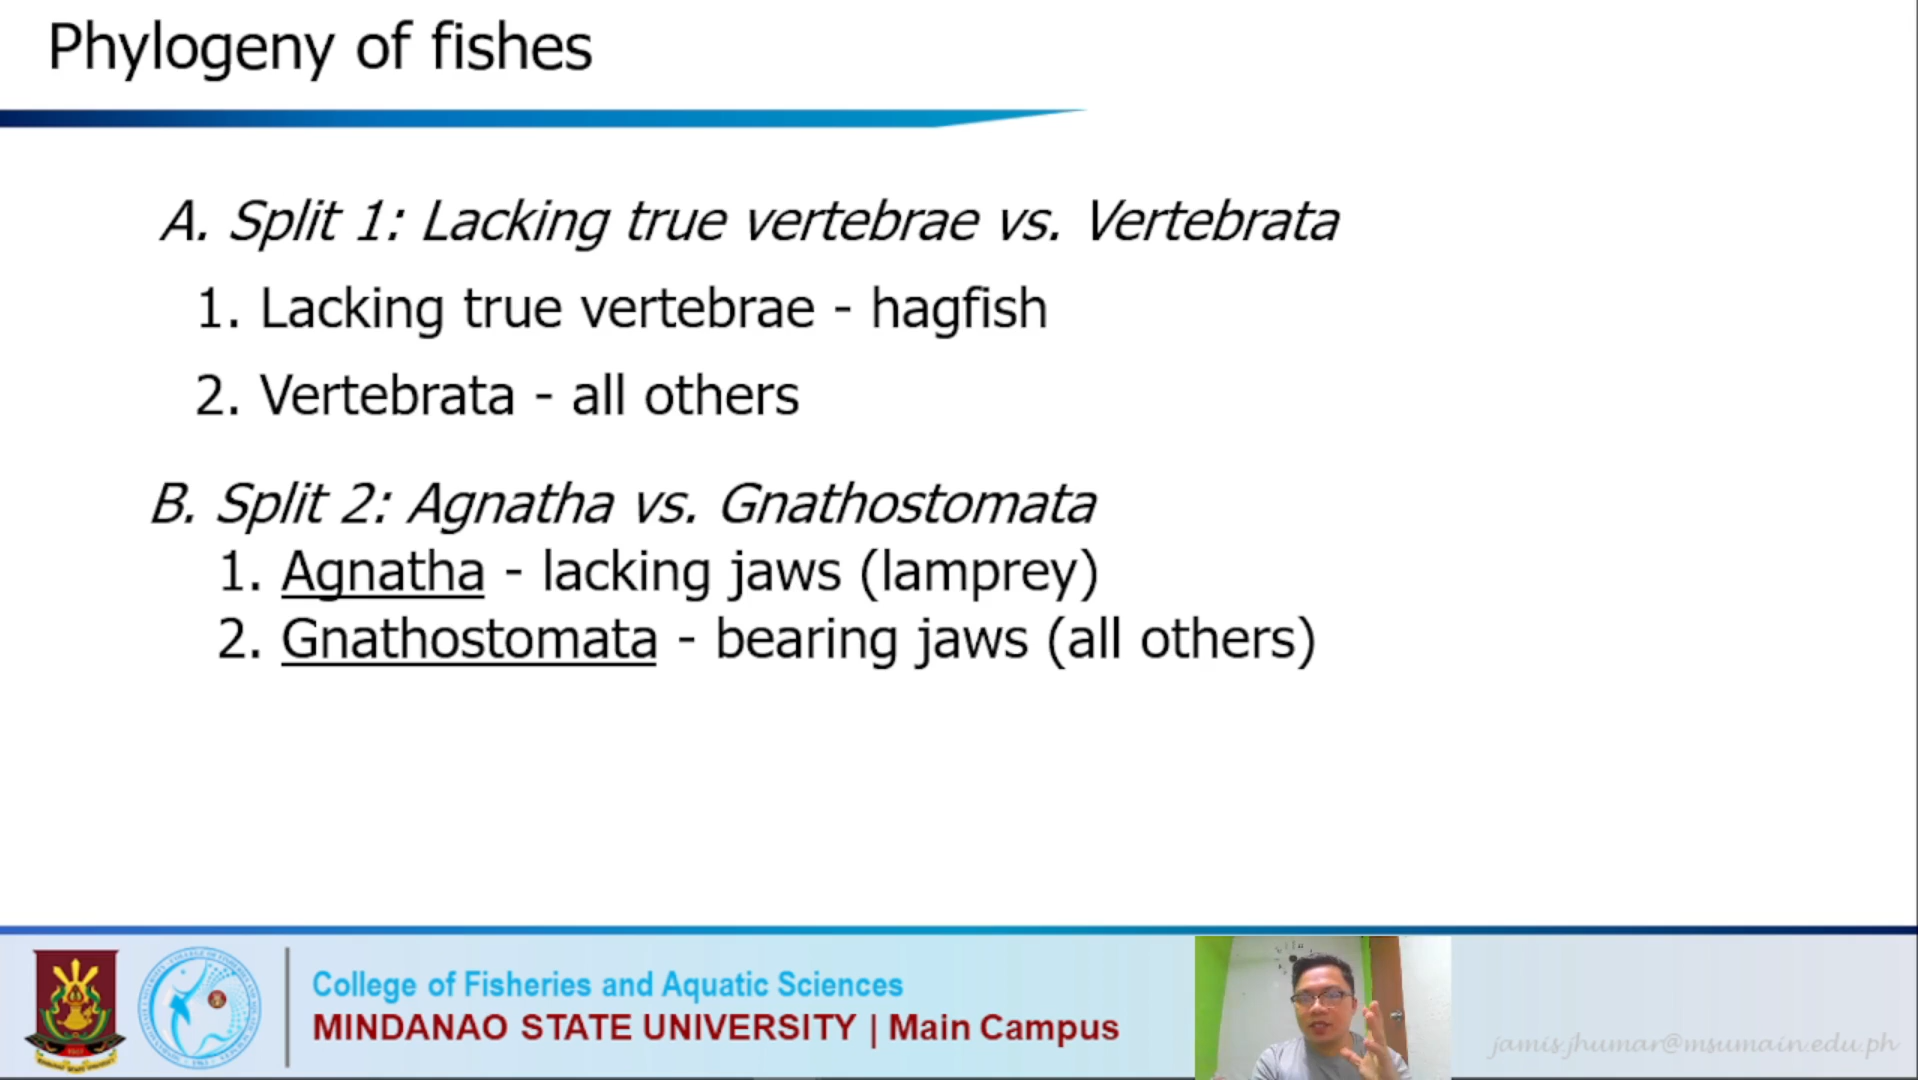 Phylogeny of fishes
A. Split 1: Lacking true vertebrae vs. Vertebrata
1. Lacking true vertebrae - hagfish
2. Vertebrata - all others
B. Split 2: Agnatha vs. Gnathostomata
1. Agnatha - lacking jaws (lamprey)
2. Gnathostomata - bearing jaws (all others)
College of Fisheries and Aquatic Sciences
MINDANAO STATE UNIVERSITY | Main Campus
jamis.jhumar@msumain.edu.ph